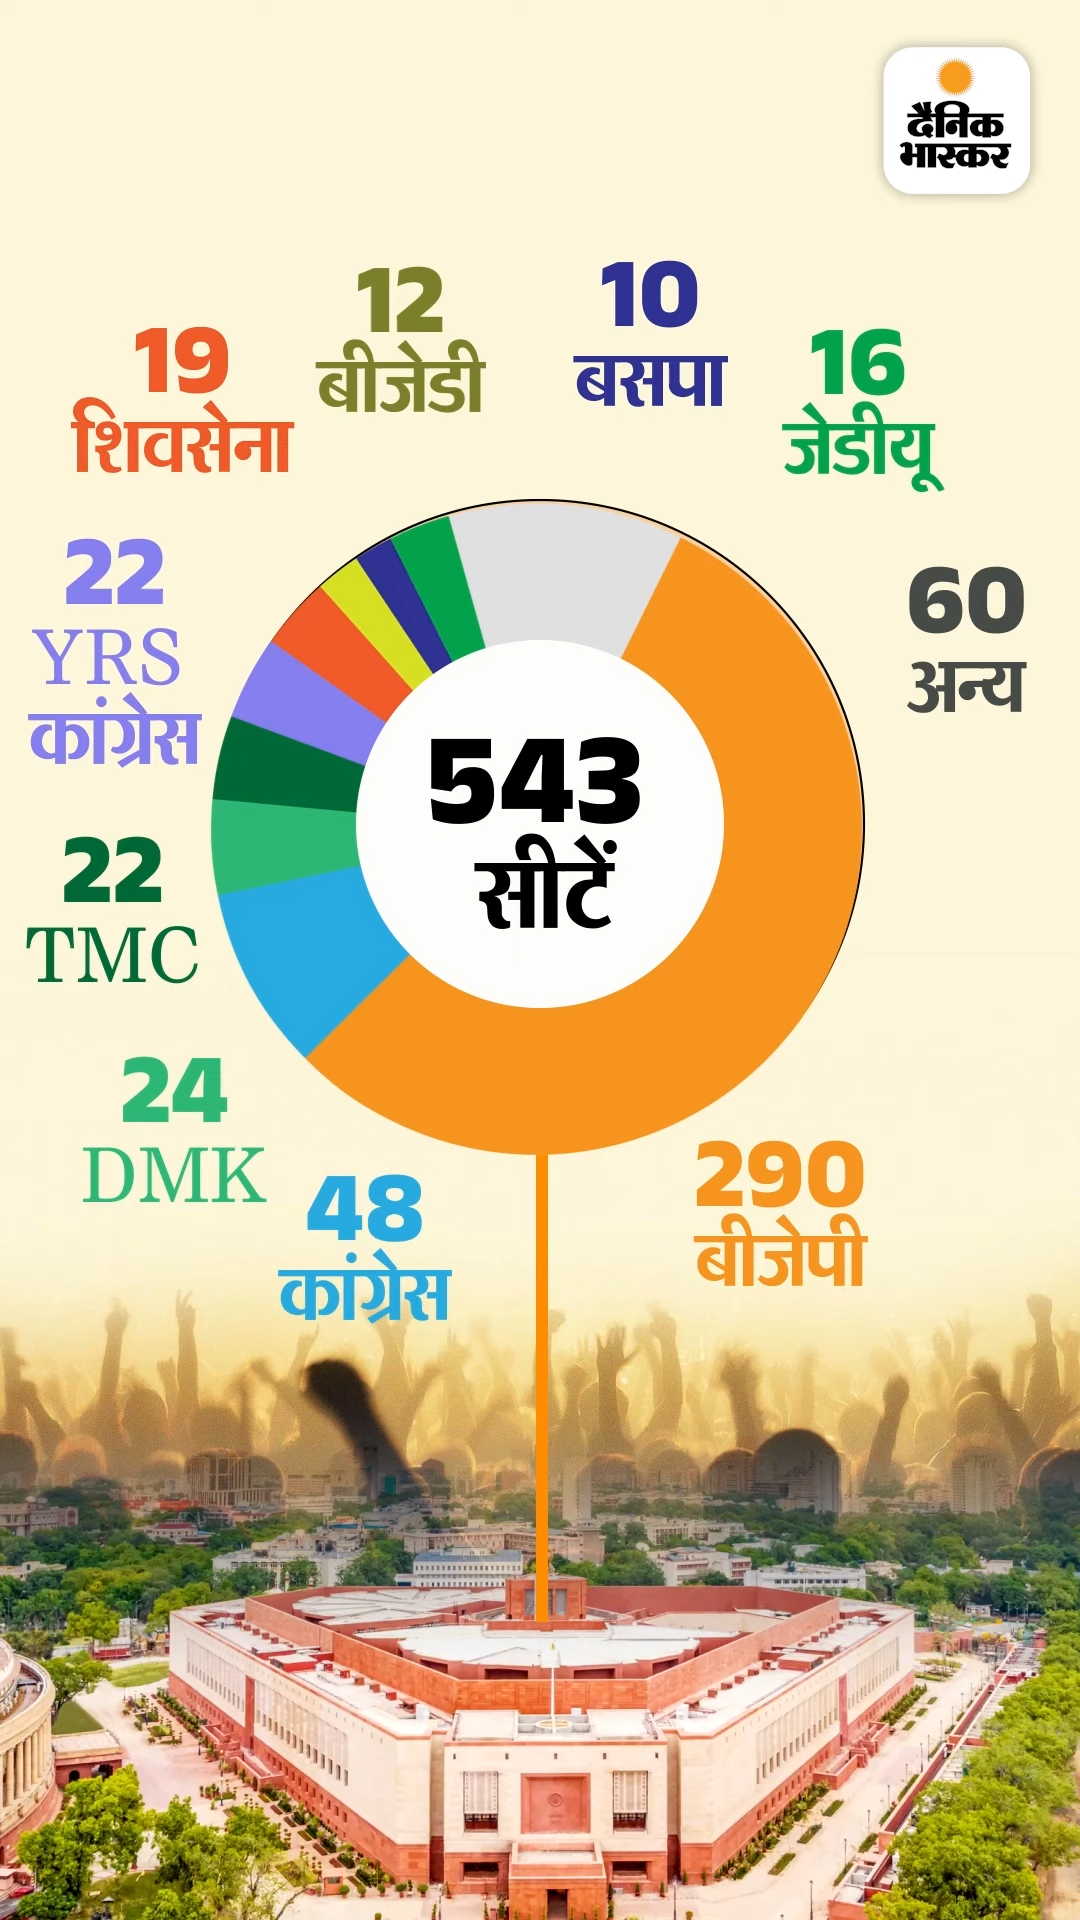 दैनिक
भास्कर
12
बीजेडी
10
बसपा
19
शिवसेना
16
जेडीयू
22
YRS
कांग्रेस
60
अन्य
543
सीटें
22
TMC
24
DMK
48
कांग्रेस
290
बीजेपी